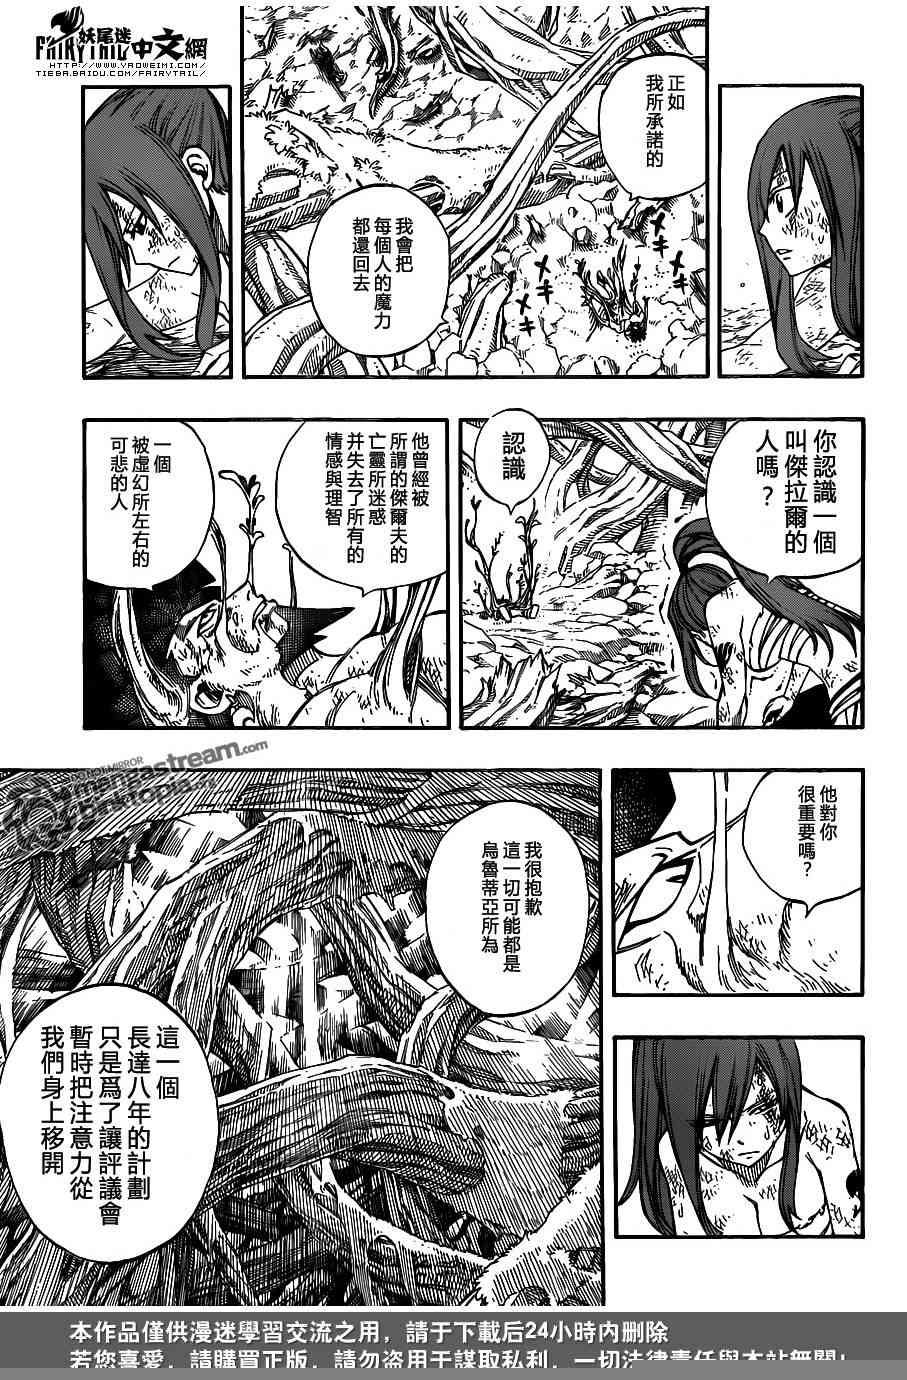 妖尾迷
FAIRYTAIL中文網
HTTP://WWW.YAOWEIMI.COM/
TIEBA.BAIDU.COM/FAIRYTAIL/
正如
我所承諾的
我會把
每個人的魔力
都還回去
メキ
メキ
你認識一個
叫傑拉爾的
人嗎？
認識
他曾經被
所謂的傑爾夫的
亡靈所迷惑
并失去了所有的
情感與理智
一個
被虛幻所左右的
可悲的人
他對你
很重要嗎？
我很抱歉
這一切可能都是
烏魯蒂亞所為
這一個
長達八年的計劃
只是爲了讓評議會
暫時把注意力從
我們身上移開
DO NOT MIRROR
mangastream.com
pinktopia.net
本作品僅供漫迷學習交流之用，請于下載后24小時内删除
若您喜愛，請購買正版，請勿盗用于謀取私利，一切法律責任與本站無關！